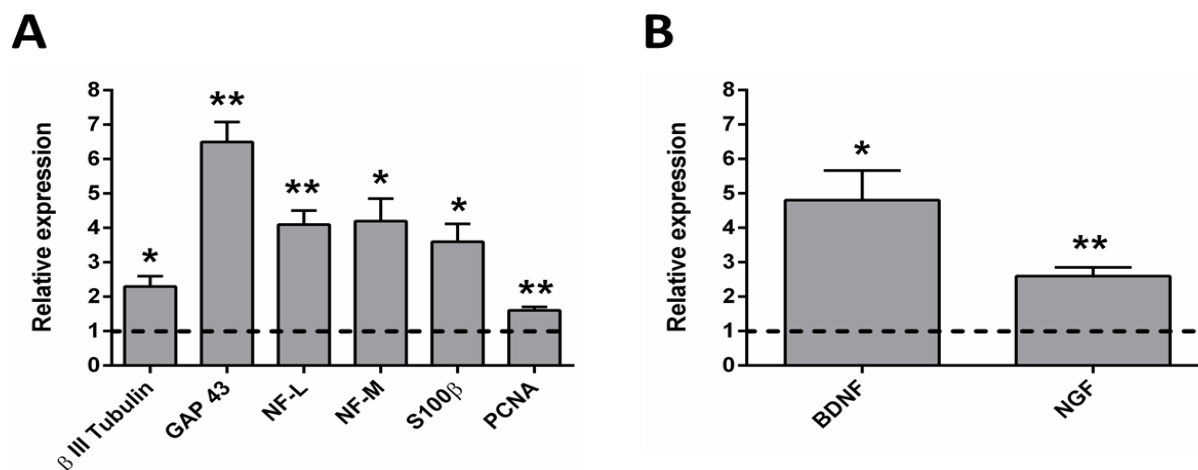 A
B
Relative expression
8
7
6
5
4
3
2
1
0
*
**
**
*
*
**
β III Tubulin
GAP 43
NF-L
NF-M
S100β
PCNA
Relative expression
8
7
6
5
4
3
2
1
0
*
**
BDNF
NGF